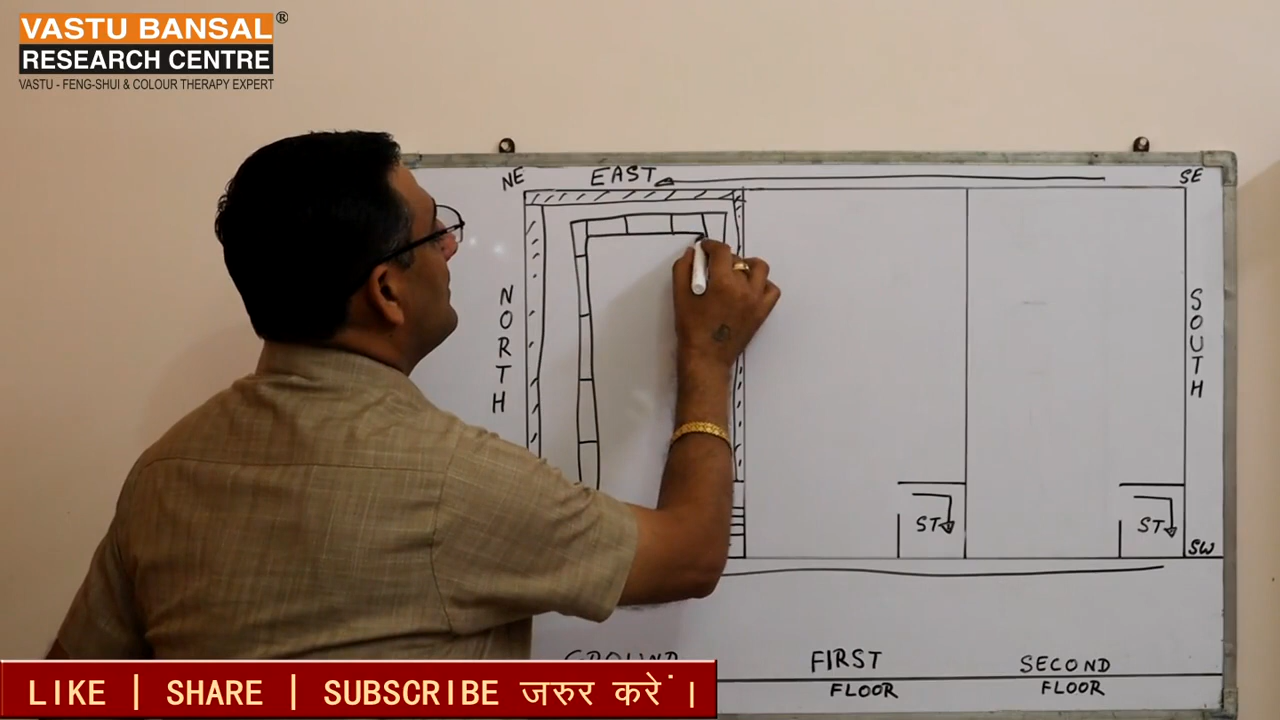 VASTU BANSAL®
RESEARCH CENTRE
VASTU - FENG-SHUI & COLOUR THERAPY EXPERT
NE
EAST
SE
NORTH
SOUTH
ST
ST
SW
GROUND
FIRST
FLOOR
SECOND
FLOOR
LIKE | SHARE | SUBSCRIBE जरुर करें |